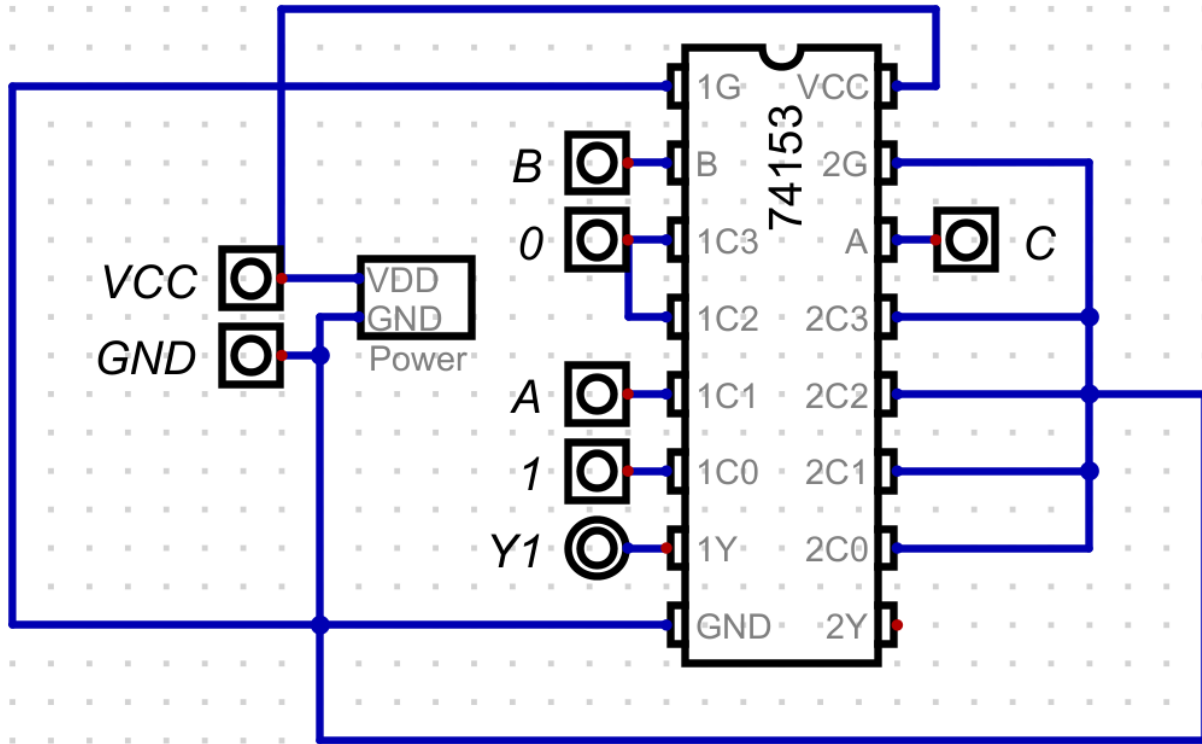 1G
VCC
74153
B
B
2G
0
1C3
A
C
VCC
VDD
GND
1C2
2C3
GND
Power
A
1C1
2C2
1
1C0
2C1
Y1
1Y
2C0
GND
2Y